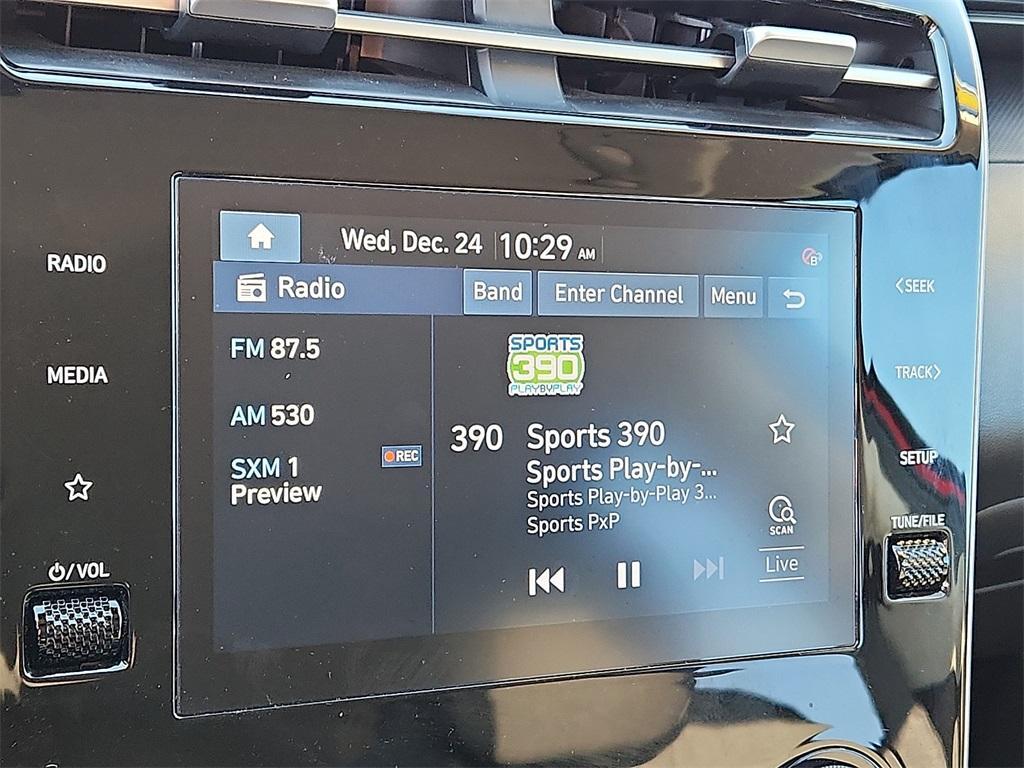 Wed, Dec. 24 10:29 AM
RADIO
Radio Band Enter Channel Menu
<SEEK
FM 87.5
SPORTS
390
PLAYBYPLAY
MEDIA
TRACK>
AM 530
390 Sports 390
REC
SXM 1
Preview
Sports Play-by-...
Sports Play-by-Play 3...
Sports PxP
SETUP
SCAN
TUNE/FILE
/VOL
Live